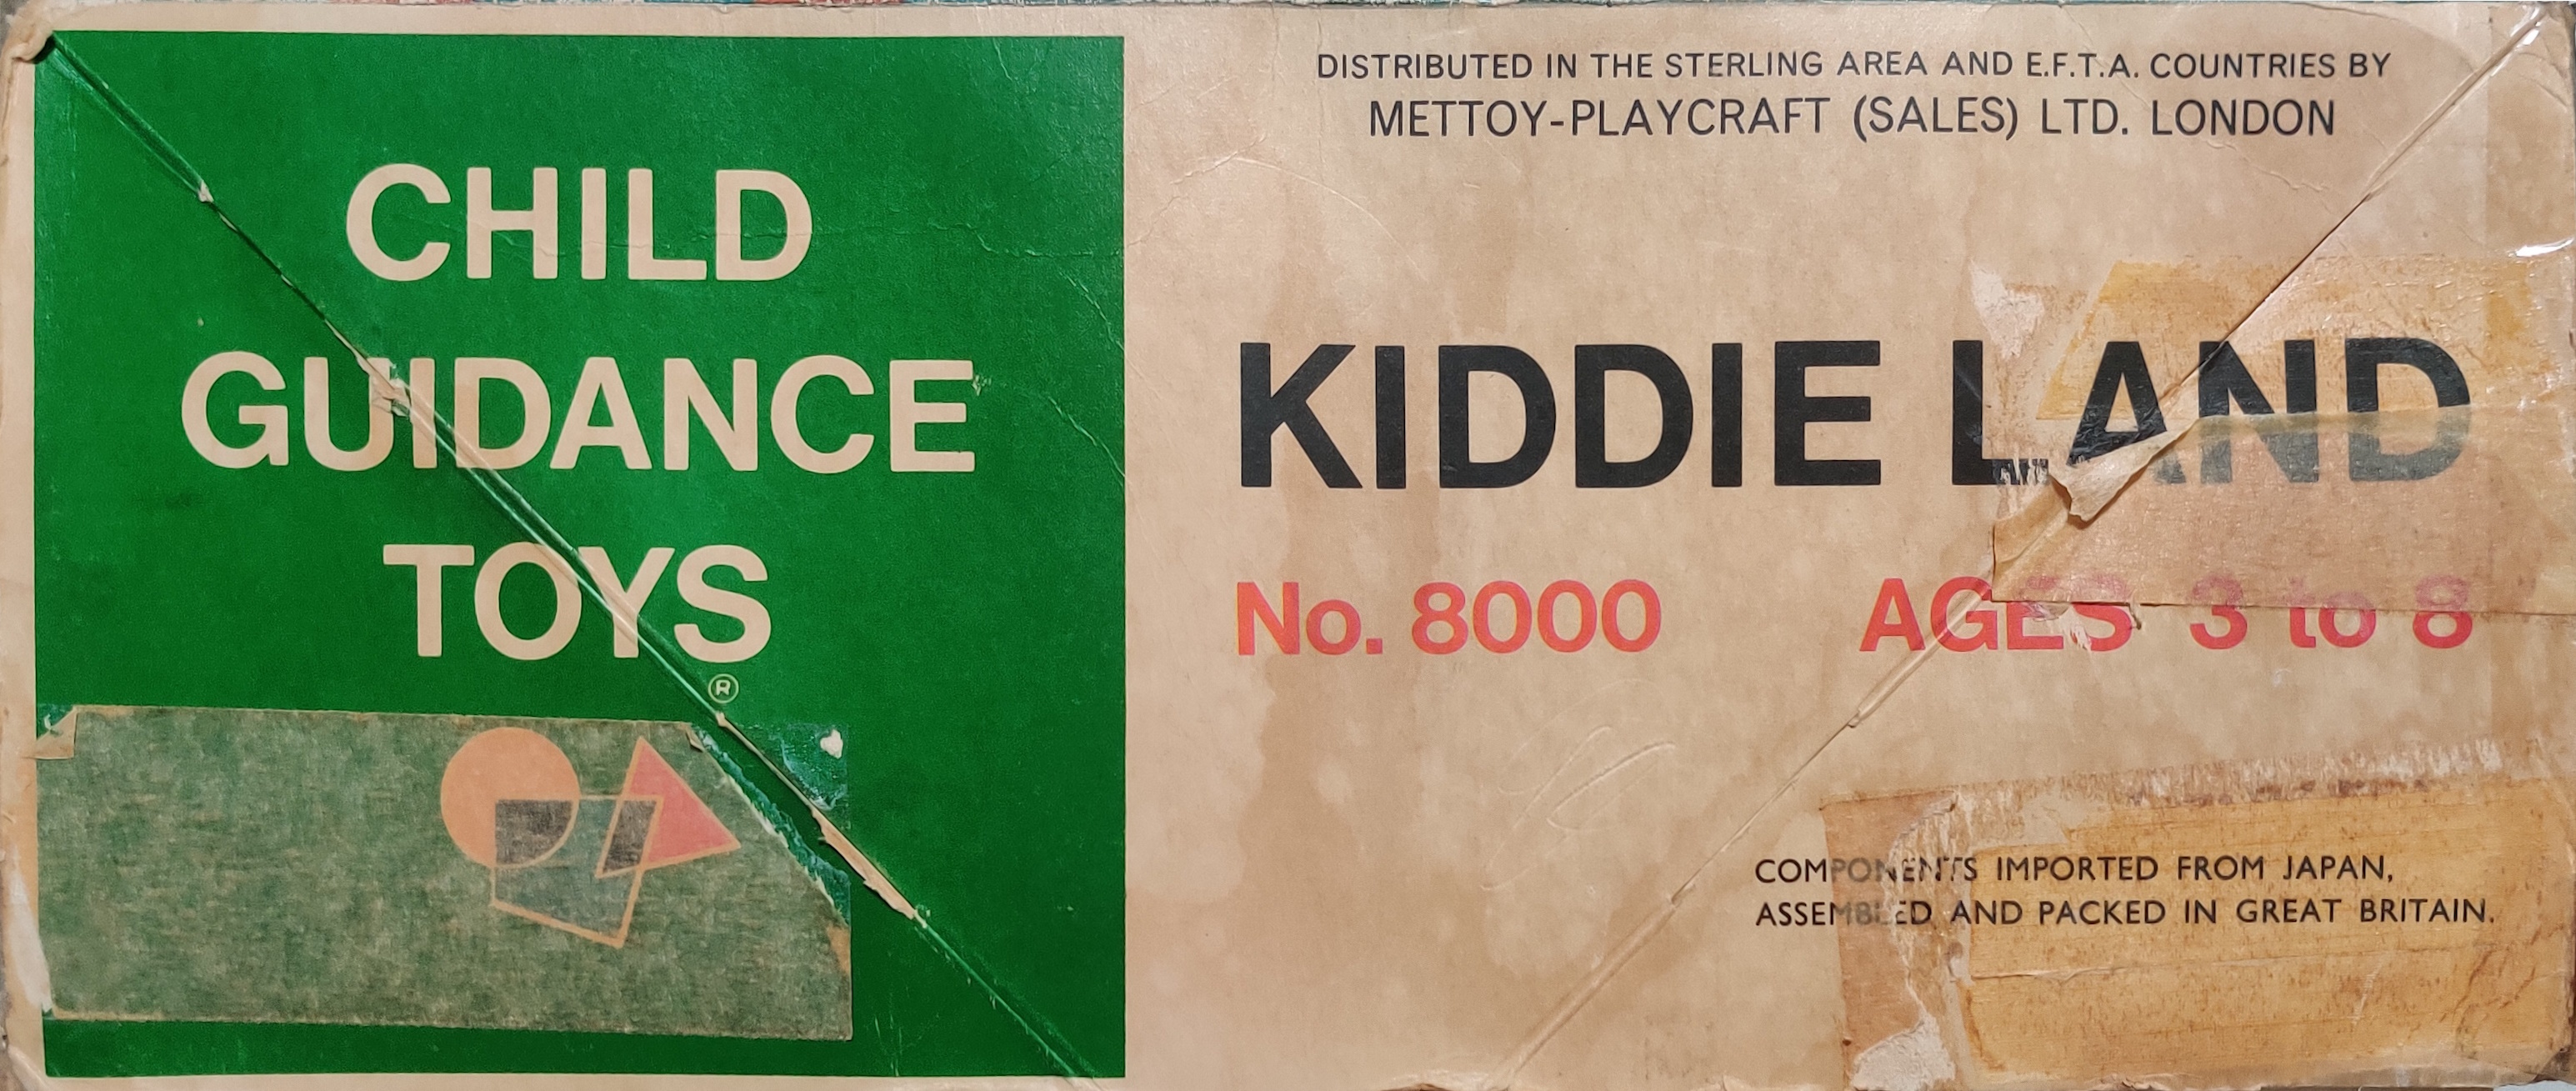 CHILD
GUIDANCE
TOYS
®
DISTRIBUTED IN THE STERLING AREA AND E.F.T.A. COUNTRIES BY
METTOY-PLAYCRAFT (SALES) LTD. LONDON
KIDDIE LAND
No. 8000 AGES 3 to 8
COMPONENTS IMPORTED FROM JAPAN,
ASSEMBLED AND PACKED IN GREAT BRITAIN.